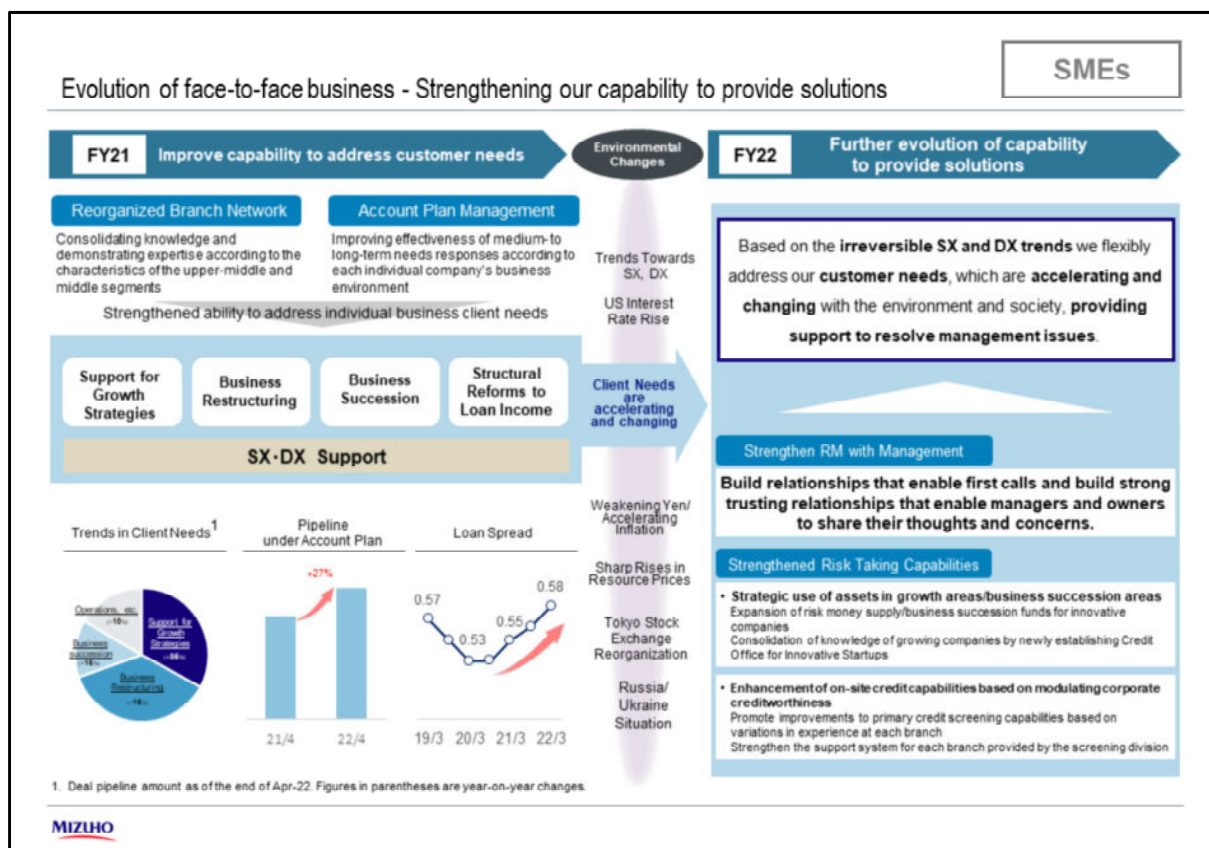 SMEs
Evolution of face-to-face business - Strengthening our capability to provide solutions
FY21
Improve capability to address customer needs
Reorganized Branch Network
Consolidating knowledge and
demonstrating expertise according to the
characteristics of the upper-middle and
middle segments
Account Plan Management
Improving effectiveness of medium- to
long-term needs responses according to
each individual company's business
environment
Strengthened ability to address individual business client needs
Support for
Growth
Strategies
Business
Restructuring
Business
Succession
Structural
Reforms to
Loan Income
SX·DX Support
Trends in Client Needs1
Operations, etc.
Support for
Growth
Strategies
Business
succession
Business
Restructuring
Pipeline
under Account Plan
+27%
21/4
22/4
Loan Spread
0.57
0.53
0.55
0.58
19/3
20/3
21/3
22/3
Environmental
Changes
Trends Towards
SX, DX
US Interest
Rate Rise
Client Needs
are
accelerating
and changing
Weakening Yen/
Accelerating
Inflation
Sharp Rises in
Resource Prices
Tokyo Stock
Exchange
Reorganization
Russia/
Ukraine
Situation
FY22
Further evolution of capability
to provide solutions
Based on the irreversible SX and DX trends we flexibly
address our customer needs, which are accelerating and
changing with the environment and society, providing
support to resolve management issues.
Strengthen RM with Management
Build relationships that enable first calls and build strong
trusting relationships that enable managers and owners
to share their thoughts and concerns.
Strengthened Risk Taking Capabilities
• Strategic use of assets in growth areas/business succession areas
Expansion of risk money supply/business succession funds for innovative
companies
Consolidation of knowledge of growing companies by newly establishing Credit
Office for Innovative Startups
• Enhancement of on-site credit capabilities based on modulating corporate
creditworthiness
Promote improvements to primary credit screening capabilities based on
variations in experience at each branch
Strengthen the support system for each branch provided by the screening division
1. Deal pipeline amount as of the end of Apr-22. Figures in parentheses are year-on-year changes.
MIZUHO